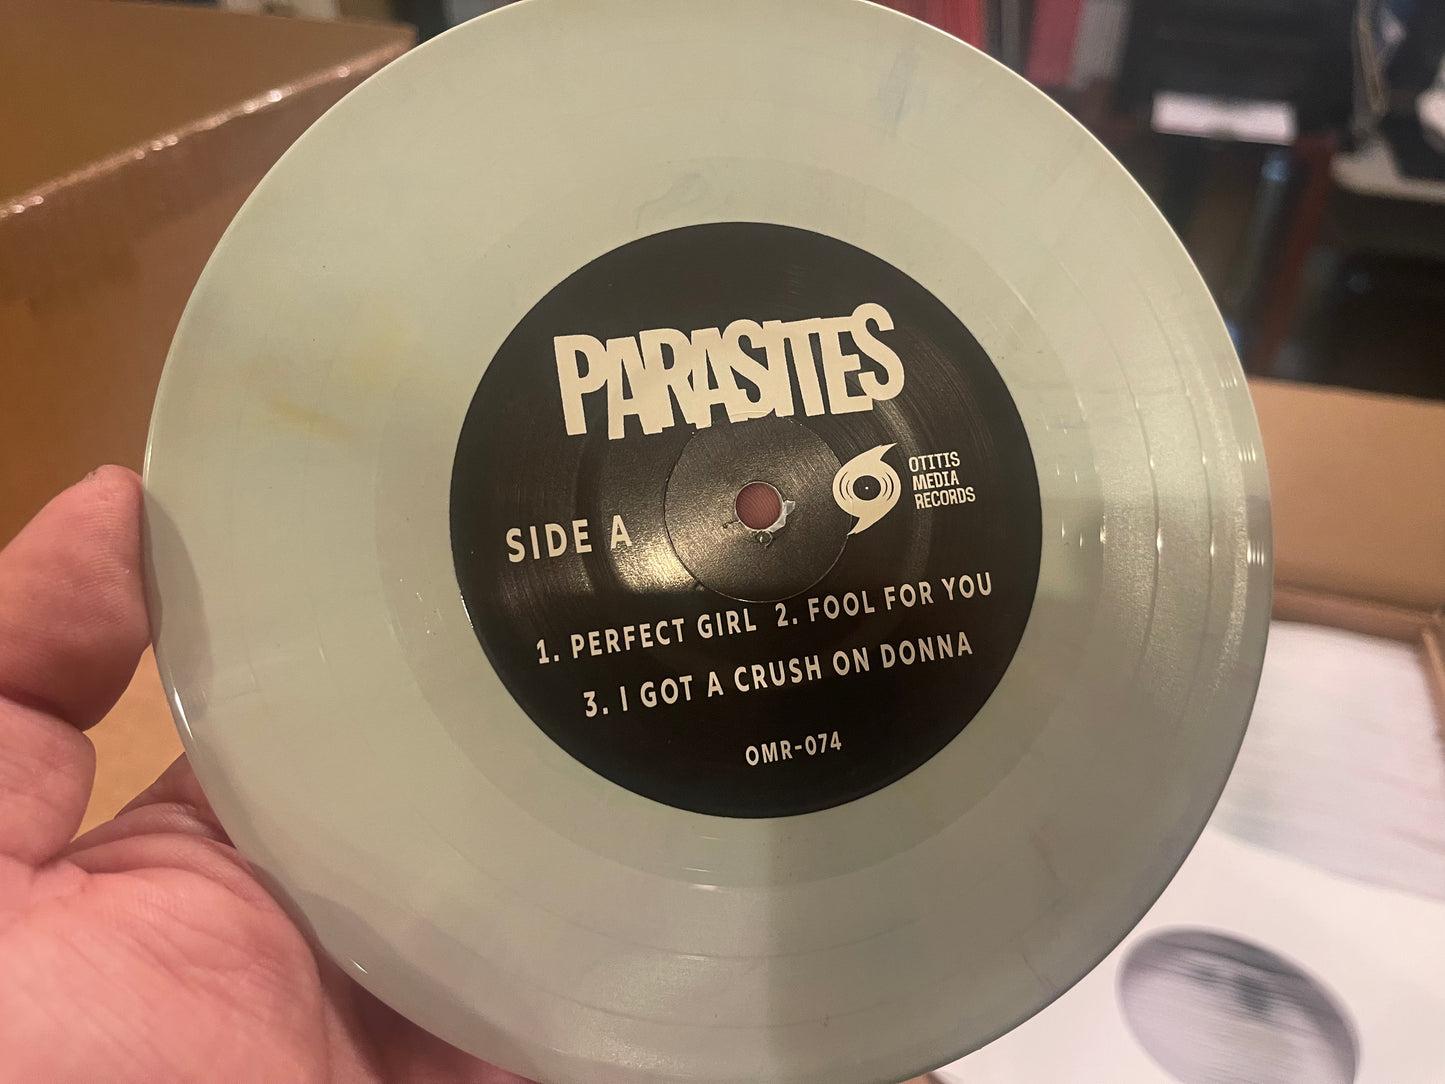 PARASITES
OTITIS
MEDIA
RECORDS
SIDE A
1. PERFECT GIRL 2. FOOL FOR YOU
3. I GOT A CRUSH ON DONNA
OMR-074